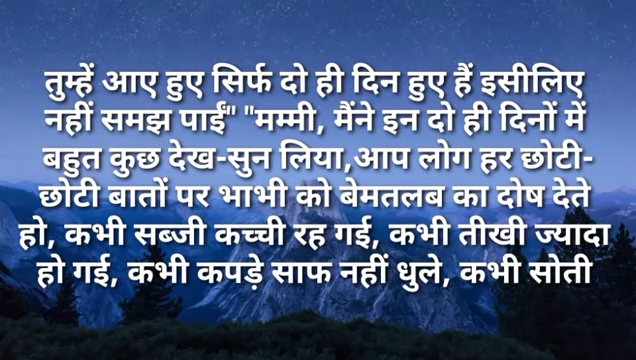 तुम्हें आए हुए सिर्फ दो ही दिन हुए हैं इसीलिए
नहीं समझ पाईं" "मम्मी, मैंने इन दो ही दिनों में
बहुत कुछ देख-सुन लिया,आप लोग हर छोटी-
छोटी बातों पर भाभी को बेमतलब का दोष देते
हो, कभी सब्जी कच्ची रह गई, कभी तीखी ज्यादा
हो गई, कभी कपड़े साफ नहीं धुले, कभी सोती